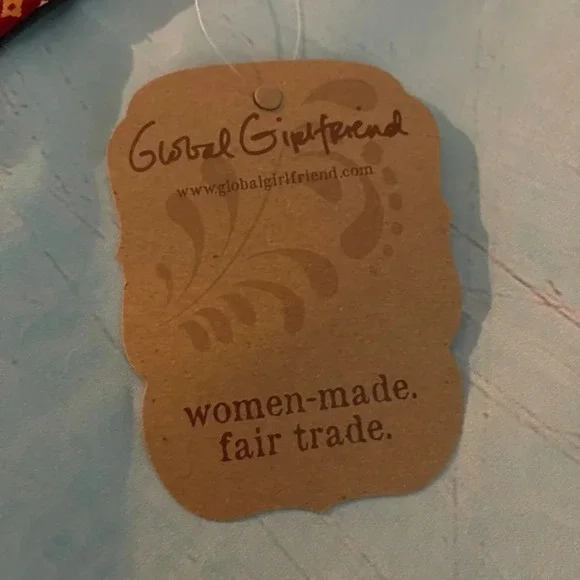 Global Girlfriend
www.globalgirlfriend.com
women-made.
fair trade.